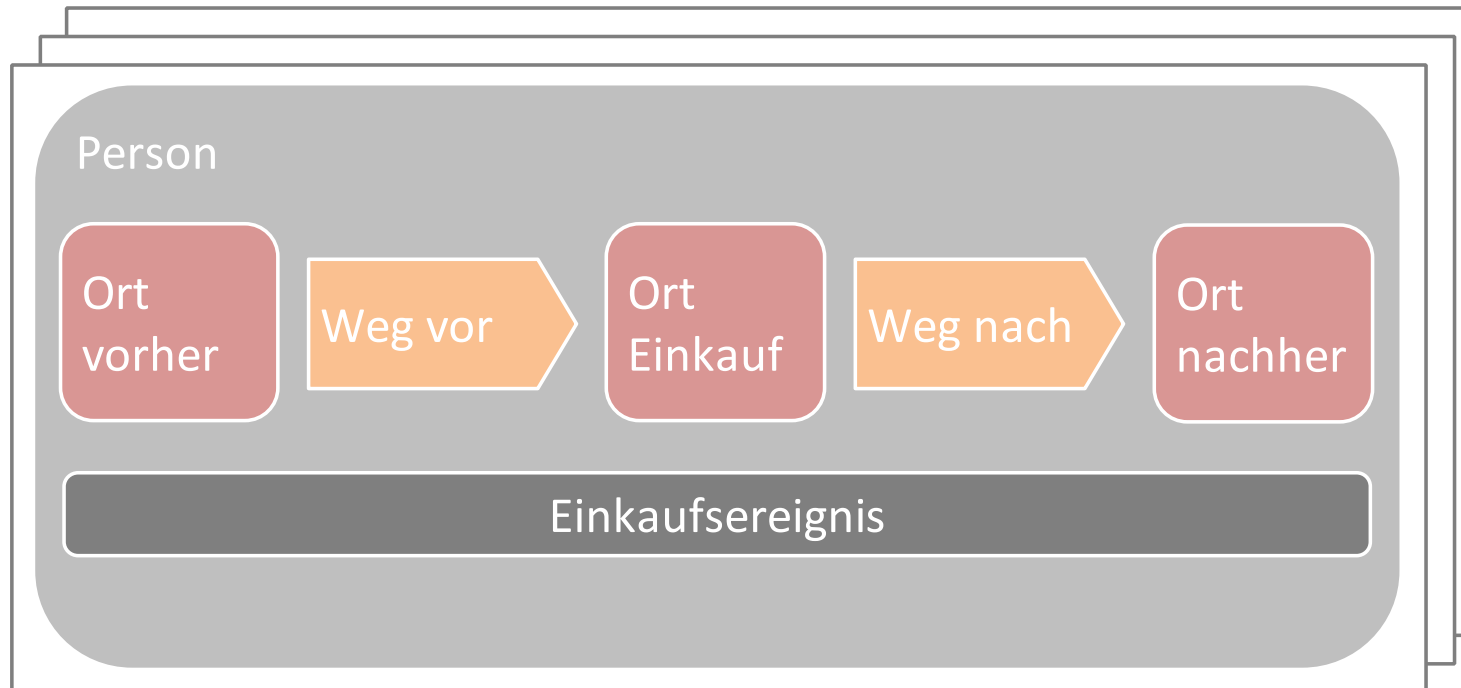 Person
Ort
vorher
Weg vor
Ort
Einkauf
Weg nach
Ort
nachher
Einkaufsereignis